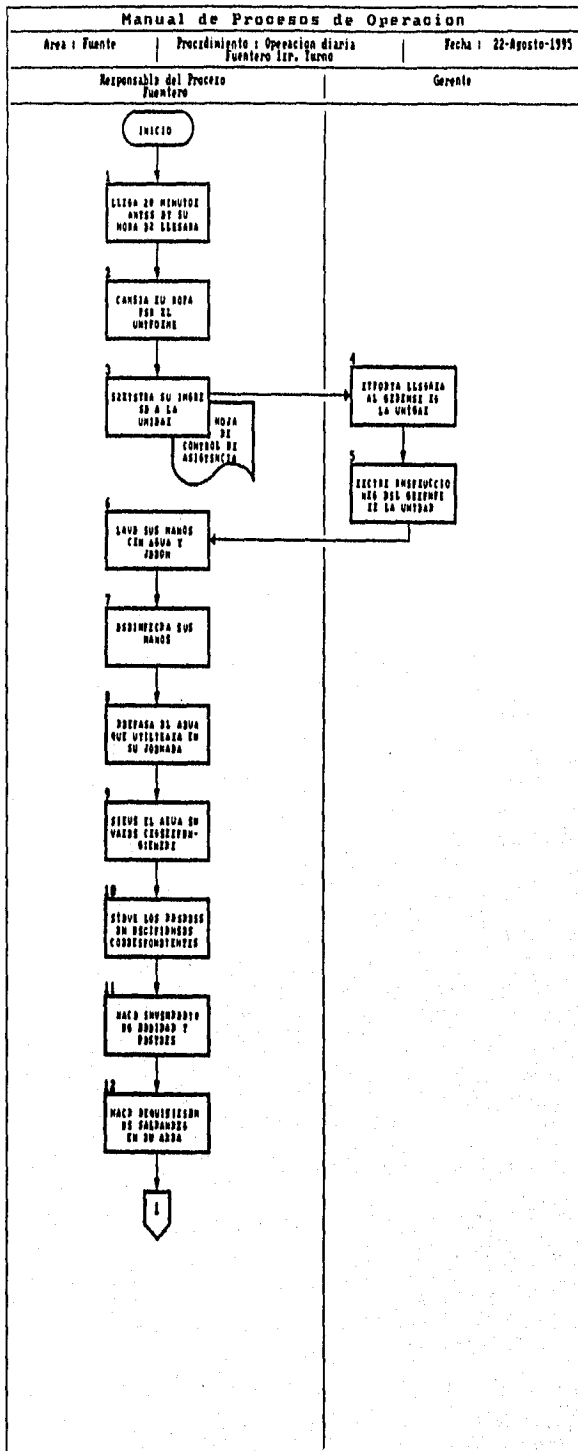 Manual de Procesos de Operacion
Area : Fuente
Procedimiento : Operacion diaria
Fuentero 1er. Turno
Fecha : 22-Agosto-1995
Responsable del Proceso
Fuentero
Gerente
INICIO
1
LLEGA 20 MINUTOS
ANTES DE SU
HORA DE LLEGADA
2
CAMBIA SU ROPA
POR EL
UNIFORME
3
REGISTRA SU INGRE
SO A LA
UNIDAD
HOJA
DE
CONTROL DE
ASISTENCIA
4
REPORTA LLEGADA
AL GERENTE DE
LA UNIDAD
5
RECIBE INSTRUCCIO
NES DEL GERENTE
DE LA UNIDAD
6
LAVA SUS MANOS
CON AGUA Y
JABON
7
DESINFECTA SUS
MANOS
8
PREPARA EL AGUA
QUE UTILIZARA EN
SU JORNADA
9
SIRVE EL AGUA EN
VASOS
10
SIRVE LOS
EN RECIPIENTES
CORRESPONDIENTES
11
HACE INVENTARIO
DE BEBIDAS Y
POSTRES
12
HACE REQUISICION
DE FALTANTES
EN SU AREA
1